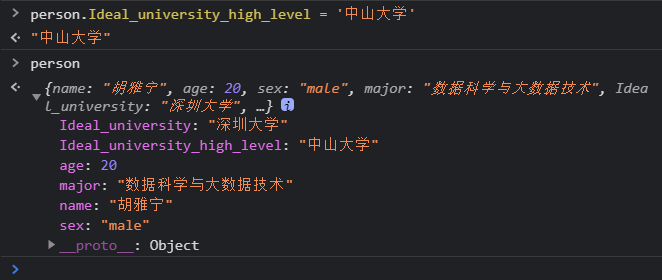 > person.Ideal_university_high_level = '中山大学'
< "中山大学"
> person
< {name: "胡雅宁", age: 20, sex: "male", major: "数据科学与大数据技术", Ide
al_university: "深圳大学", …} i
Ideal_university: "深圳大学"
Ideal_university_high_level: "中山大学"
age: 20
major: "数据科学与大数据技术"
name: "胡雅宁"
sex: "male"
__proto__: Object
>